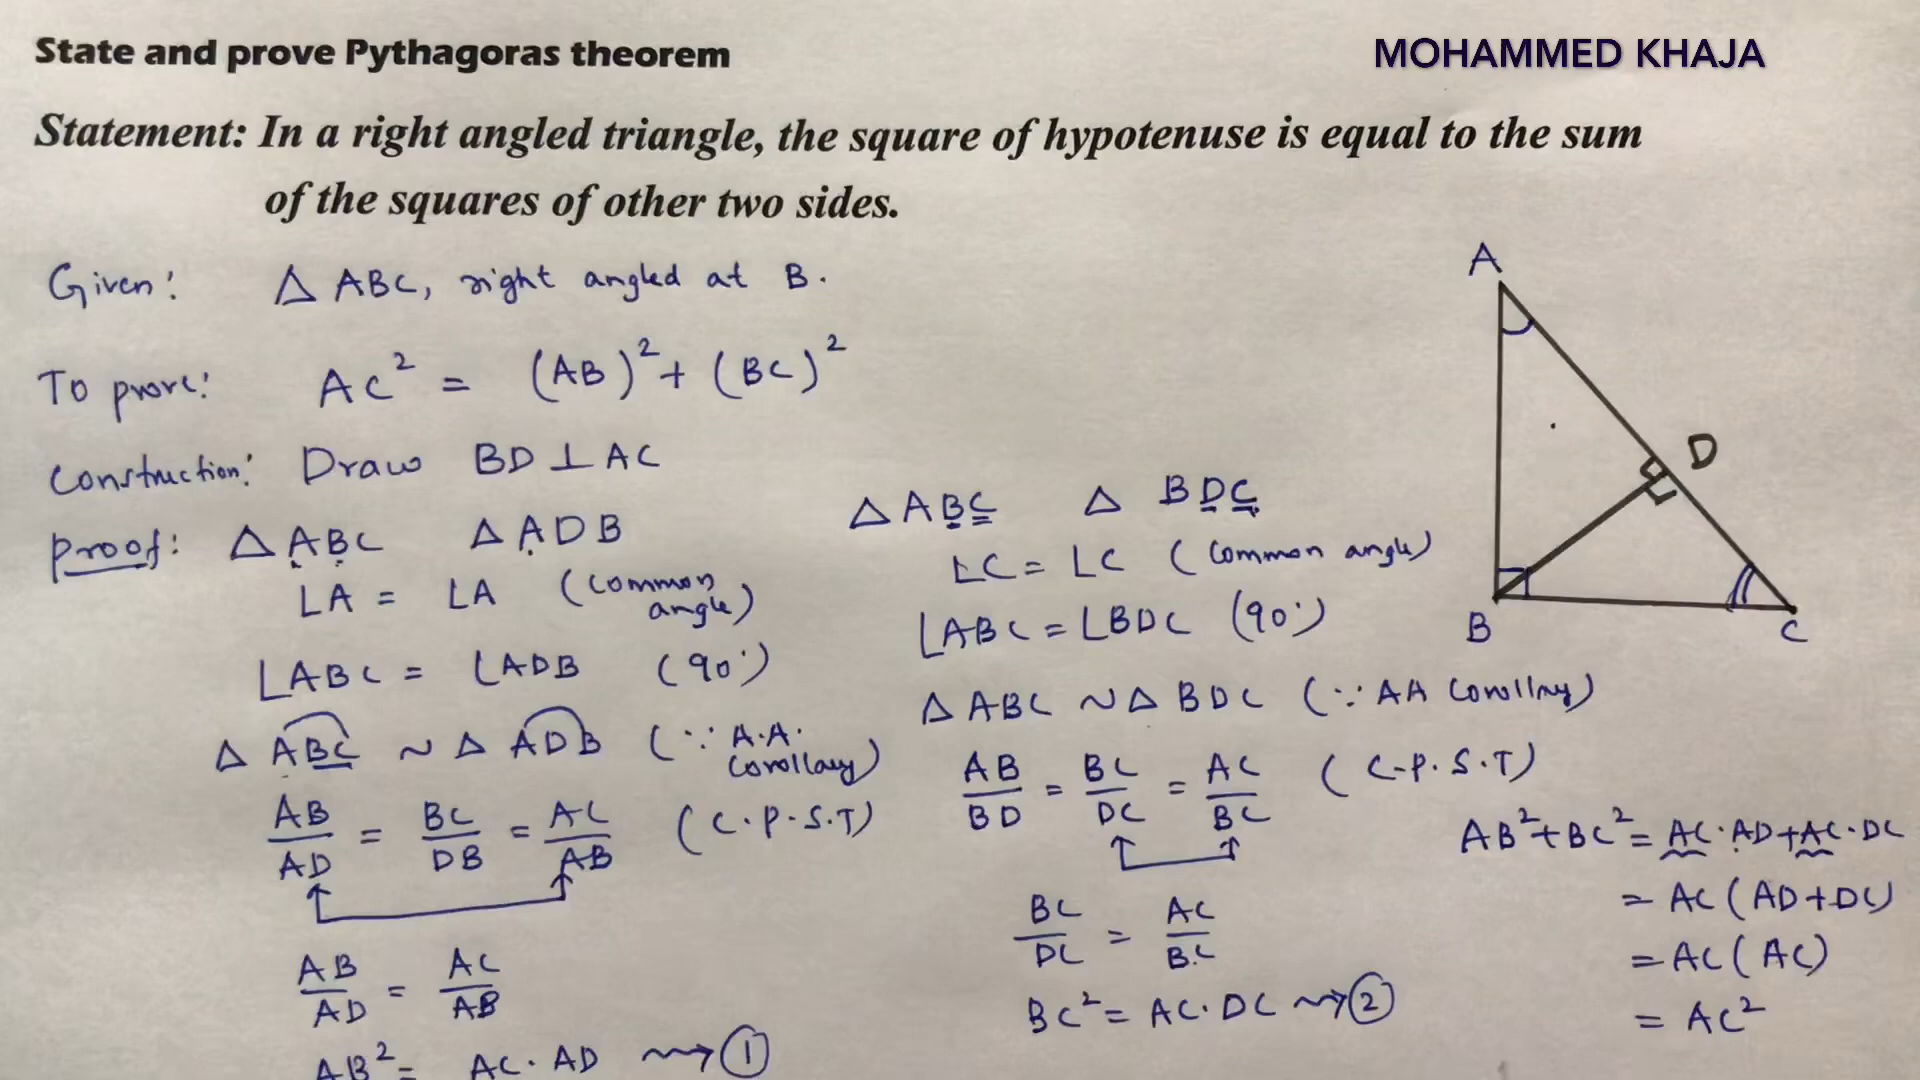 State and prove Pythagoras theorem
MOHAMMED KHAJA
Statement: In a right angled triangle, the square of hypotenuse is equal to the sum
of the squares of other two sides.
Given: △ ABC, right angled at B.
To prove: AC² = (AB)² + (BC)²
Construction: Draw BD ⊥ AC
Proof: △ ABC △ ADB
∠A = ∠A (common
angle)
∠ABC = ∠ADB (90°)
△ ABC ~ △ ADB (∵ A.A.
corollary)
AB/AD = BC/DB = AC/AB (C.P.S.T)
AB/AD = AC/AB
AB² = AC · AD ⇝ ①
△ ABC △ BDC
∠C = ∠C (common angle)
∠ABC = ∠BDC (90°)
△ ABC ~ △ BDC (∵ AA corollary)
AB/BD = BC/DC = AC/BC (C.P.S.T)
BC/DC = AC/BC
BC² = AC · DC ⇝ ②
A
D
B
C
AB² + BC² = AC · AD + AC · DC
= AC (AD + DC)
= AC (AC)
= AC²